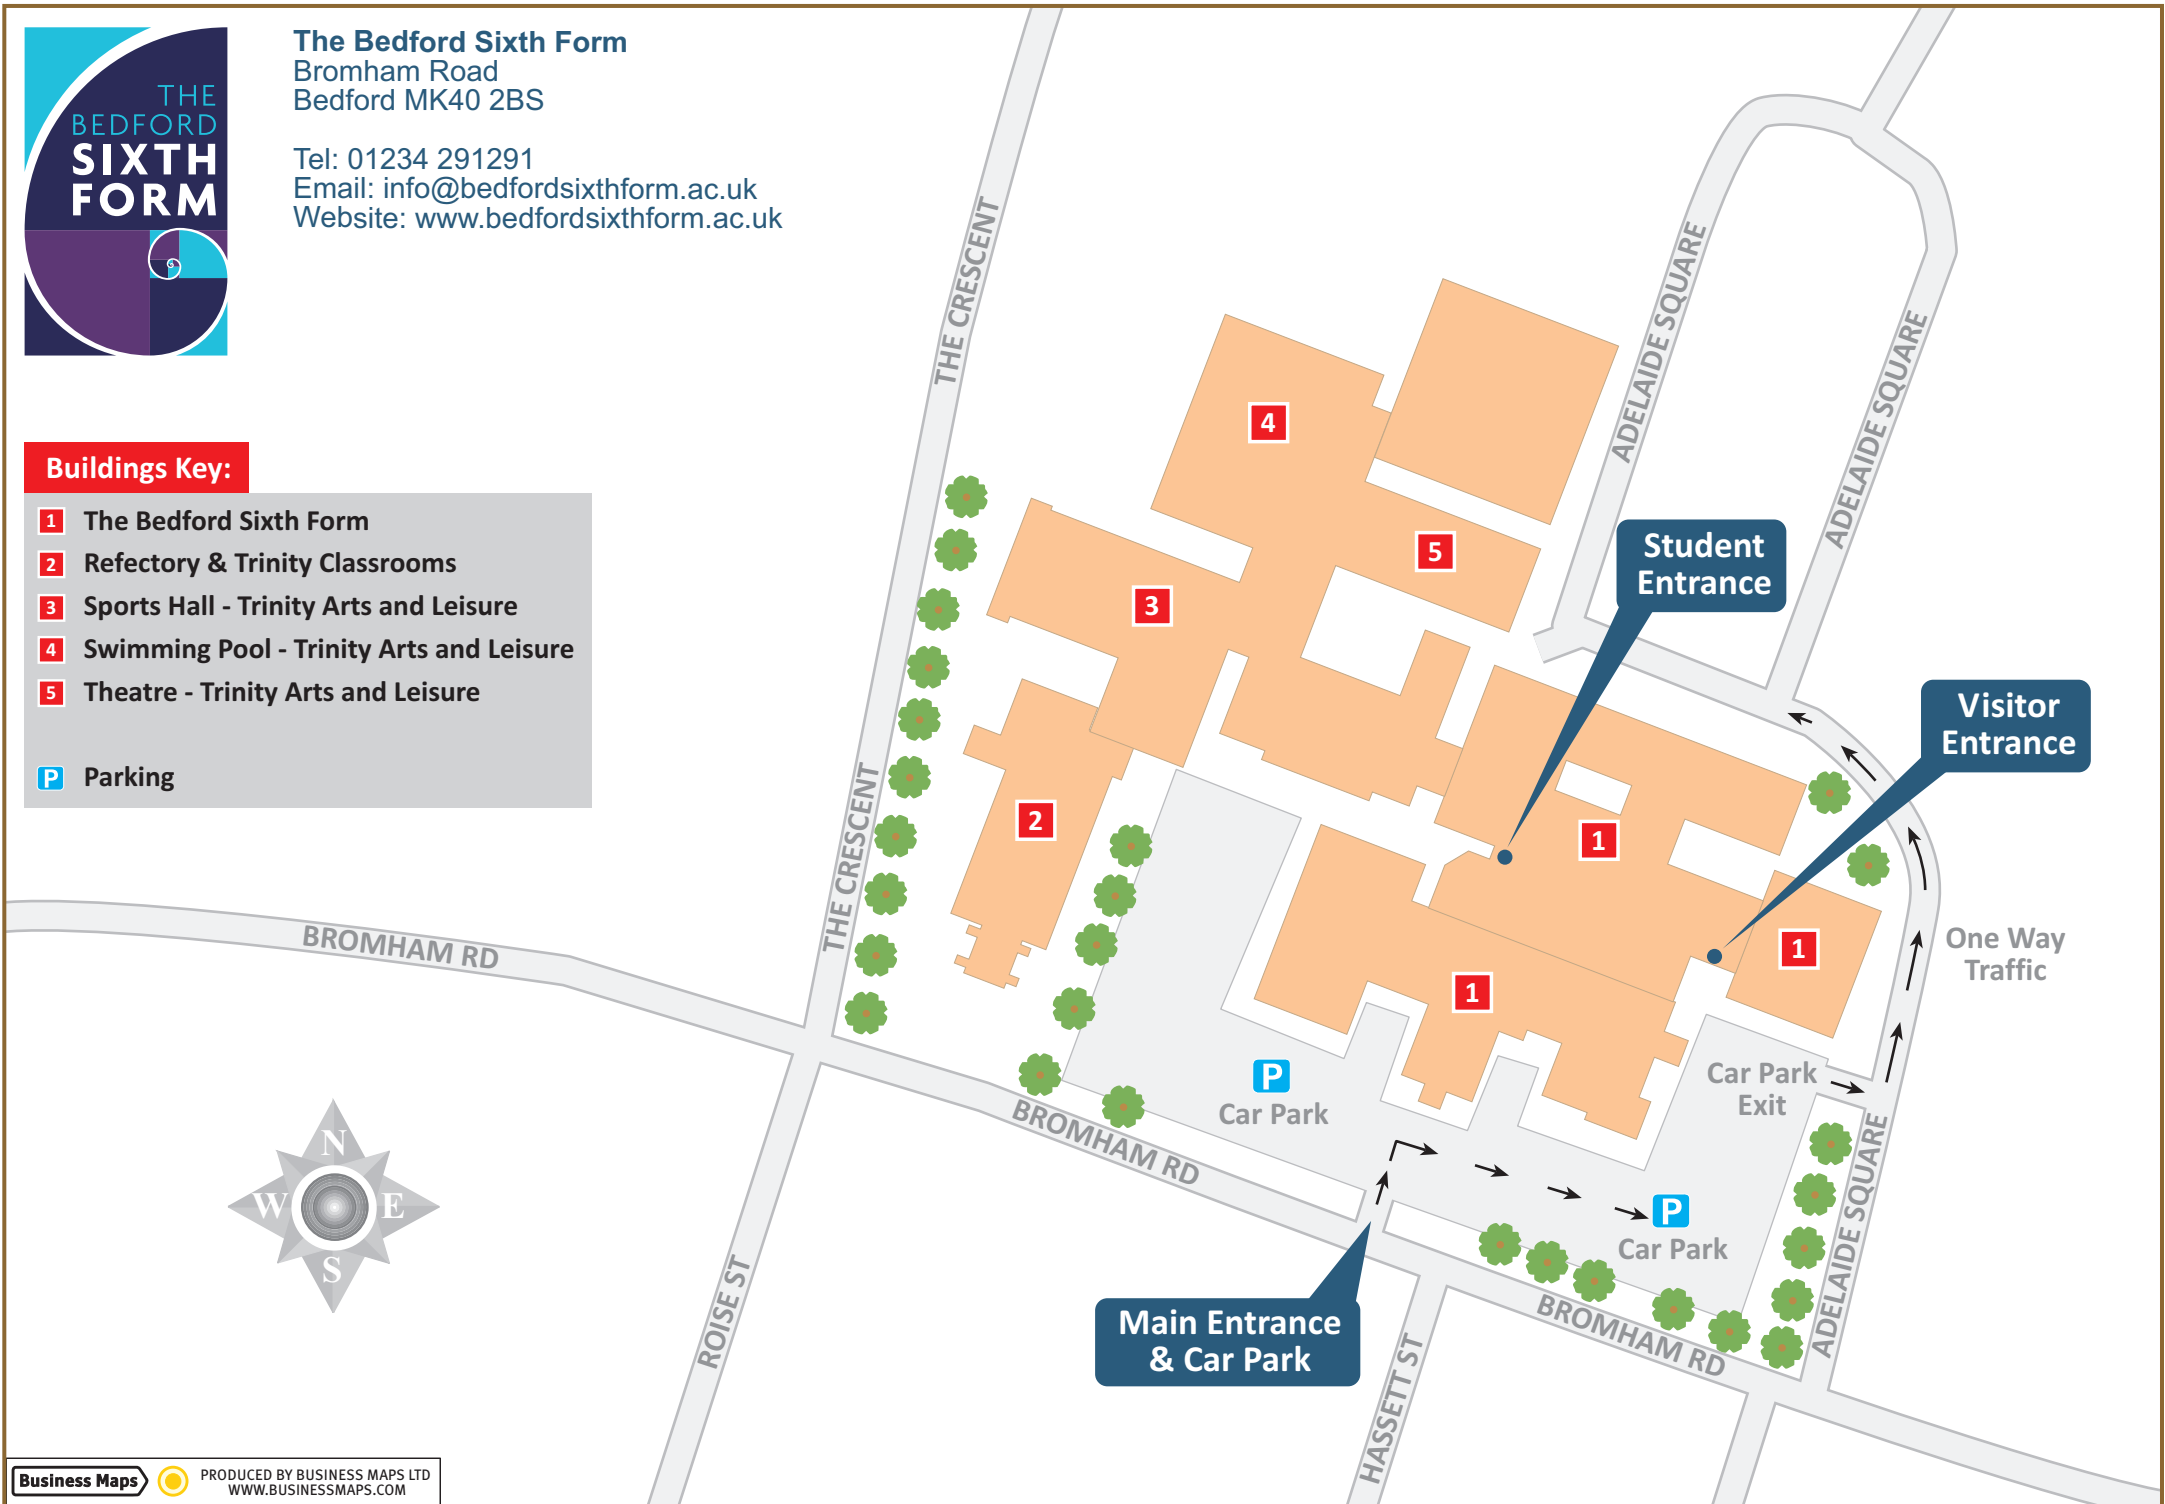 THE
BEDFORD
SIXTH
FORM
The Bedford Sixth Form
Bromham Road
Bedford MK40 2BS
Tel: 01234 291291
Email: info@bedfordsixthform.ac.uk
Website: www.bedfordsixthform.ac.uk
Buildings Key:
1 The Bedford Sixth Form
2 Refectory & Trinity Classrooms
3 Sports Hall - Trinity Arts and Leisure
4 Swimming Pool - Trinity Arts and Leisure
5 Theatre - Trinity Arts and Leisure
P Parking
THE CRESCENT
ADELAIDE SQUARE
ADELAIDE SQUARE
4
5
3
Student
Entrance
Visitor
Entrance
2
1
THE CRESCENT
BROMHAM RD
1
1
One Way
Traffic
P
Car Park
Car Park
Exit
BROMHAM RD
P
Car Park
ADELAIDE SQUARE
N
W E
S
ROISE ST
Main Entrance
& Car Park
BROMHAM RD
HASSETT ST
Business Maps
PRODUCED BY BUSINESS MAPS LTD
WWW.BUSINESSMAPS.COM